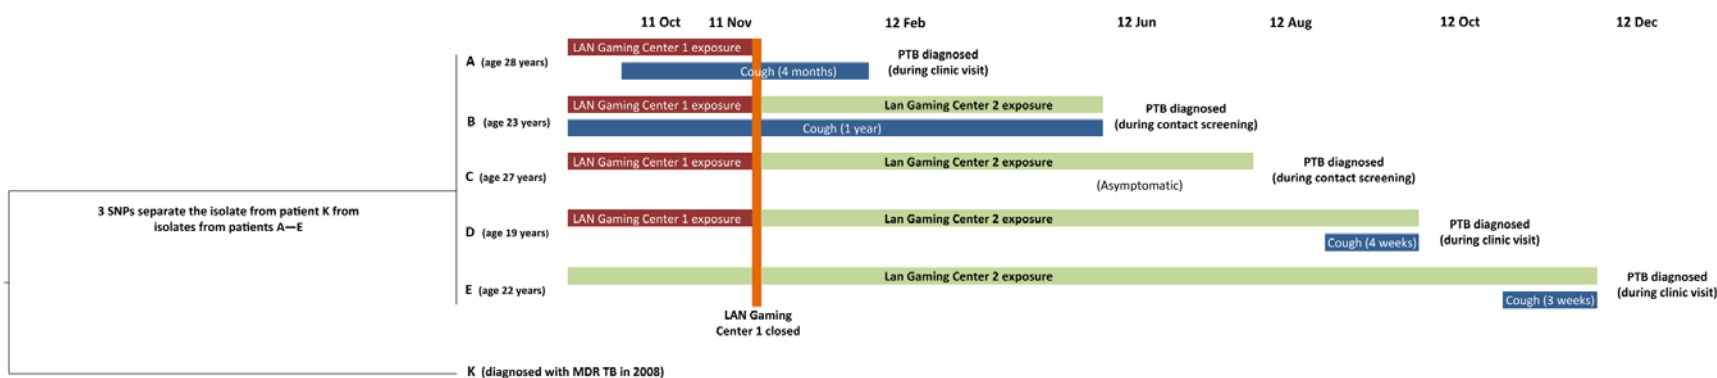 11 Oct 11 Nov 12 Feb 12 Jun 12 Aug 12 Oct 12 Dec
LAN Gaming Center 1 exposure
A (age 28 years)
Cough (4 months)
PTB diagnosed
(during clinic visit)
LAN Gaming Center 1 exposure Lan Gaming Center 2 exposure
B (age 23 years)
Cough (1 year)
PTB diagnosed
(during contact screening)
LAN Gaming Center 1 exposure Lan Gaming Center 2 exposure
C (age 27 years)
(Asymptomatic)
PTB diagnosed
(during contact screening)
3 SNPs separate the isolate from patient K from
isolates from patients A—E
LAN Gaming Center 1 exposure Lan Gaming Center 2 exposure
D (age 19 years)
Cough (4 weeks)
PTB diagnosed
(during clinic visit)
Lan Gaming Center 2 exposure
E (age 22 years)
Cough (3 weeks)
PTB diagnosed
(during clinic visit)
LAN Gaming
Center 1 closed
K (diagnosed with MDR TB in 2008)